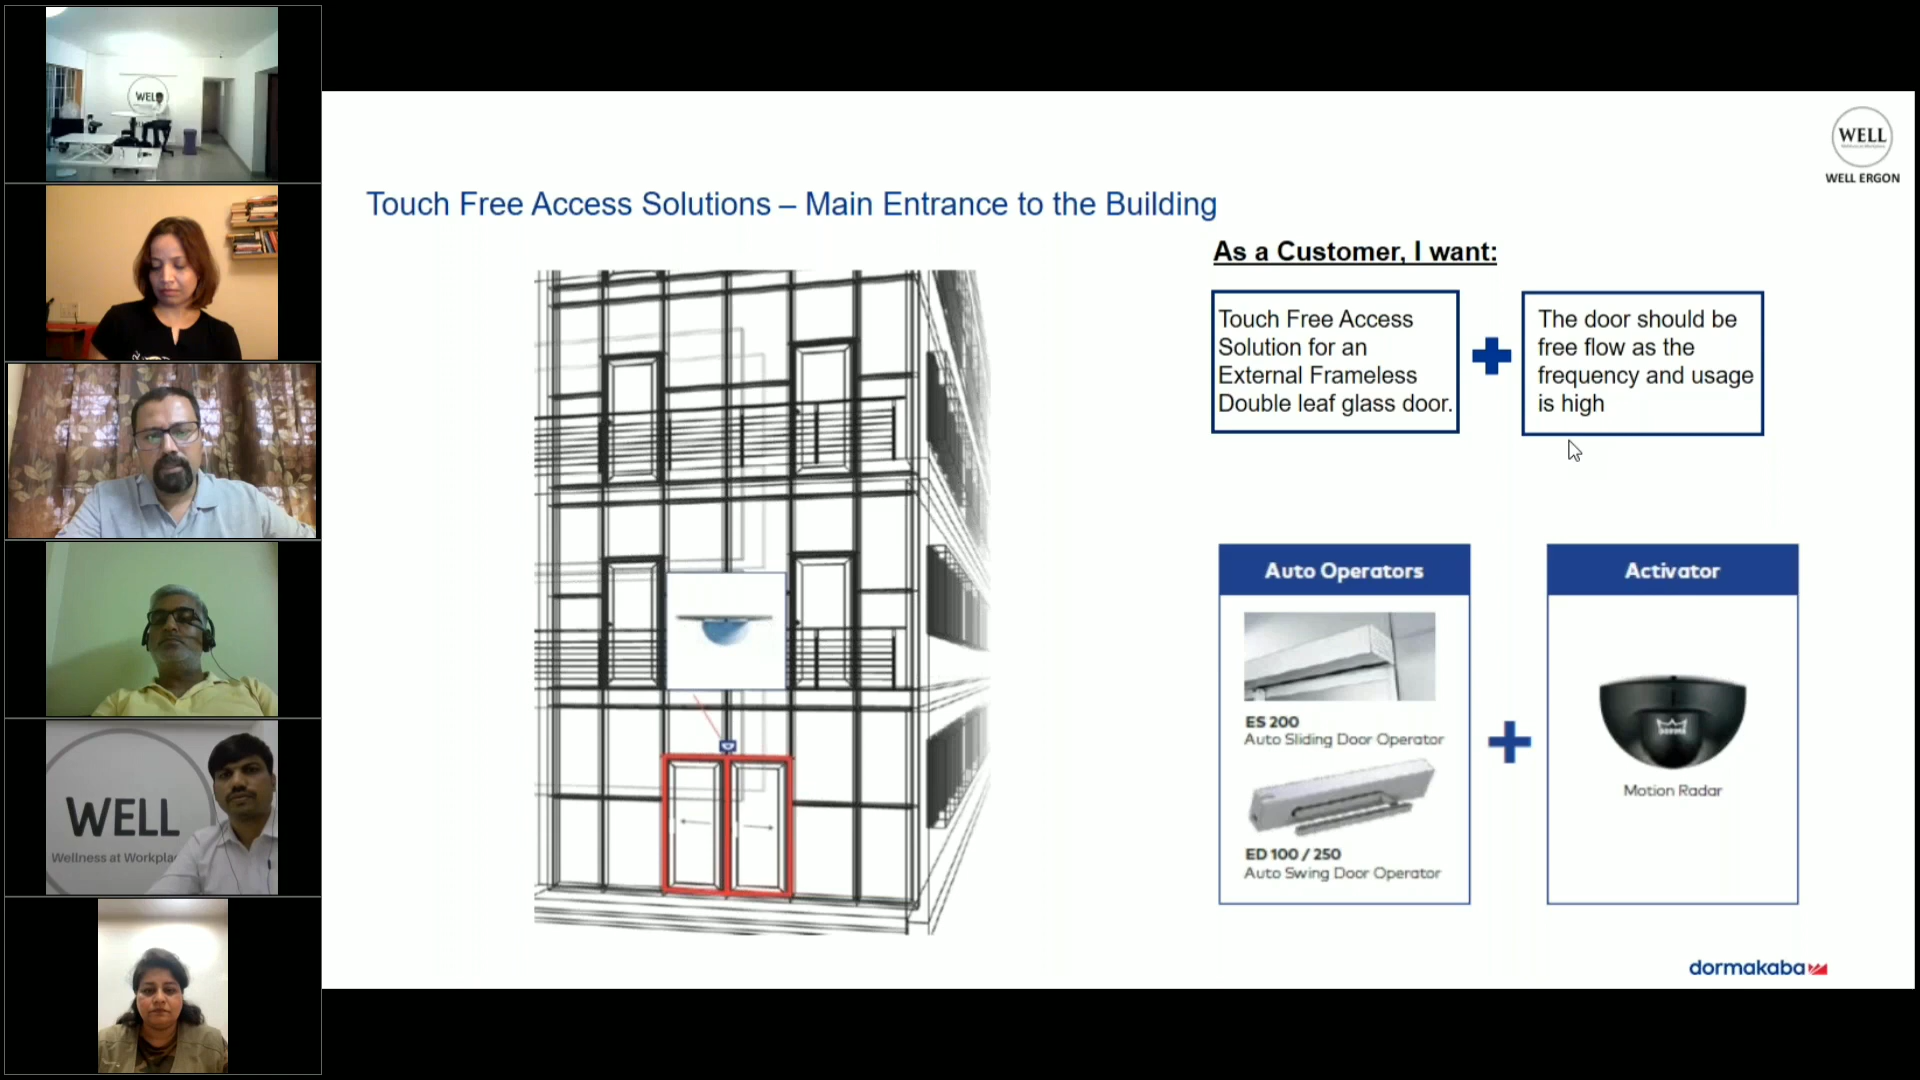 WELL
WELL
WELL ERGON
Touch Free Access Solutions – Main Entrance to the Building
As a Customer, I want:
Touch Free Access
Solution for an
External Frameless
Double leaf glass door.
The door should be
free flow as the
frequency and usage
is high
Auto Operators
Activator
ES 200
Auto Sliding Door Operator
ED 100 / 250
Auto Swing Door Operator
Motion Radar
WELL
Wellness at Workpla
dormakaba